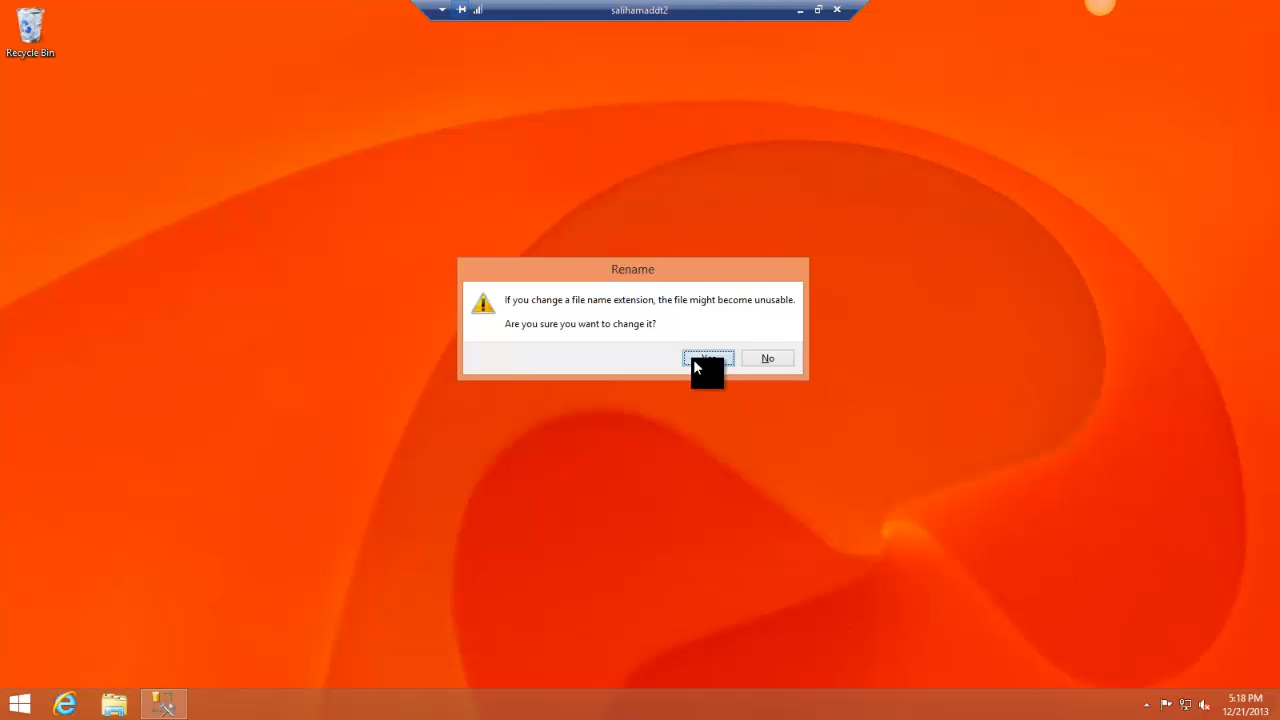 salihamaddt2
Recycle Bin
Rename
If you change a file name extension, the file might become unusable.
Are you sure you want to change it?
No
5:18 PM
12/21/2013